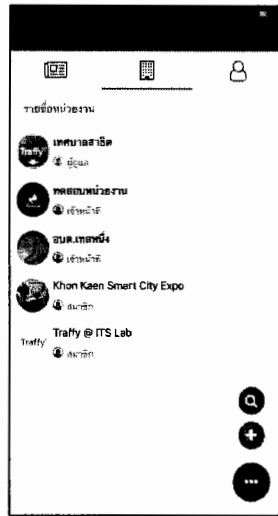 รายชื่อหน่วยงาน
Traffy
เทศบาลสาธิต
ผู้ดูแล
ทดสอบหน่วยงาน
เจ้าหน้าที่
อบต.เทสหนึ่ง
เจ้าหน้าที่
Khon Kaen Smart City Expo
สมาชิก
Traffy
Traffy @ ITS Lab
สมาชิก